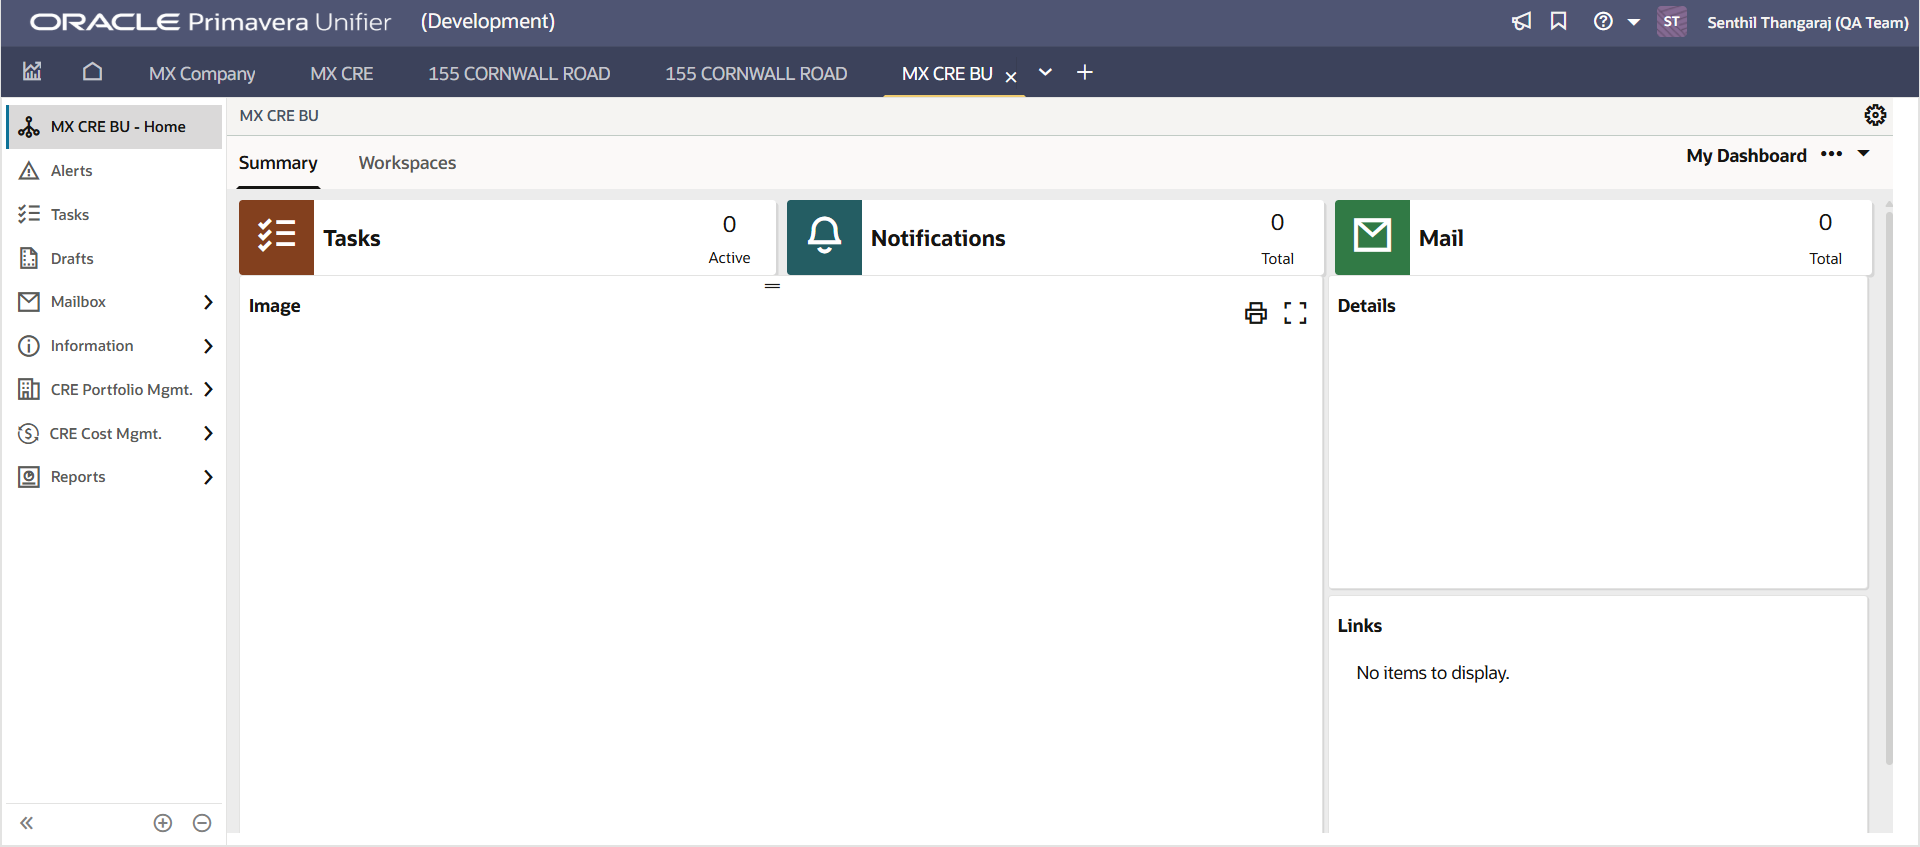 ORACLE Primavera Unifier (Development)
ST Senthil Thangaraj (QA Team)
MX Company MX CRE 155 CORNWALL ROAD 155 CORNWALL ROAD MX CRE BU
MX CRE BU - Home
Alerts
Tasks
Drafts
Mailbox
Information
CRE Portfolio Mgmt.
CRE Cost Mgmt.
Reports
MX CRE BU
Summary Workspaces
My Dashboard
Tasks
0
Active
Notifications
0
Total
Mail
0
Total
Image
Details
Links
No items to display.